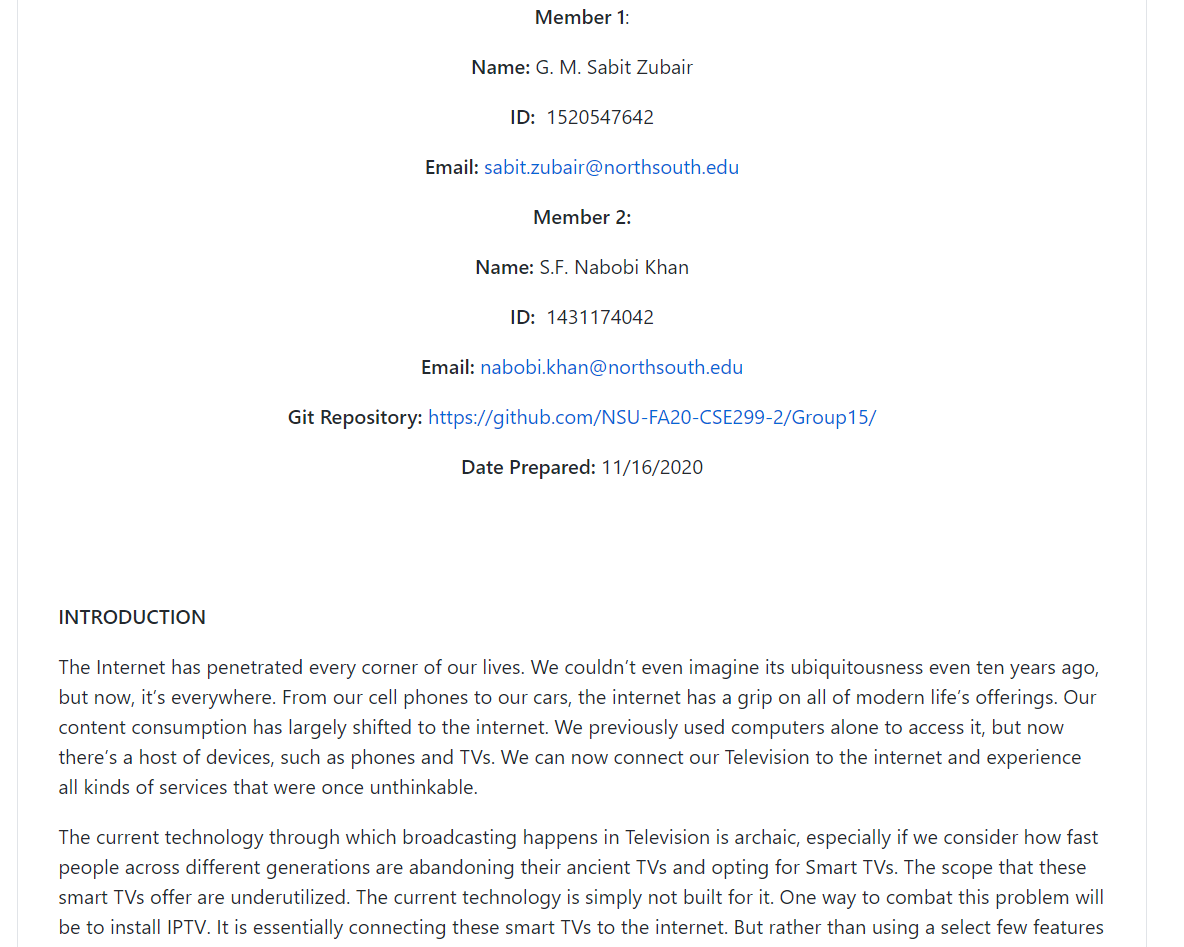 Member 1:
Name: G. M. Sabit Zubair
ID: 1520547642
Email: sabit.zubair@northsouth.edu
Member 2:
Name: S.F. Nabobi Khan
ID: 1431174042
Email: nabobi.khan@northsouth.edu
Git Repository: https://github.com/NSU-FA20-CSE299-2/Group15/
Date Prepared: 11/16/2020
INTRODUCTION
The Internet has penetrated every corner of our lives. We couldn’t even imagine its ubiquitousness even ten years ago,
but now, it’s everywhere. From our cell phones to our cars, the internet has a grip on all of modern life’s offerings. Our
content consumption has largely shifted to the internet. We previously used computers alone to access it, but now
there’s a host of devices, such as phones and TVs. We can now connect our Television to the internet and experience
all kinds of services that were once unthinkable.
The current technology through which broadcasting happens in Television is archaic, especially if we consider how fast
people across different generations are abandoning their ancient TVs and opting for Smart TVs. The scope that these
smart TVs offer are underutilized. The current technology is simply not built for it. One way to combat this problem will
be to install IPTV. It is essentially connecting these smart TVs to the internet. But rather than using a select few features